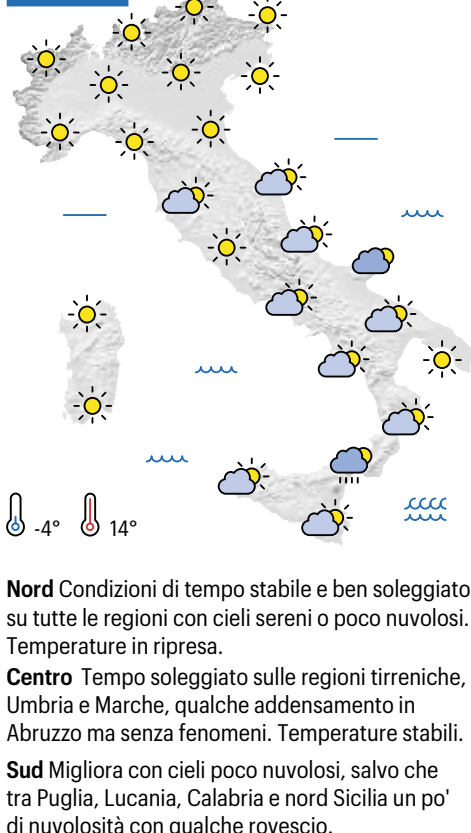 -4° 14°
Nord Condizioni di tempo stabile e ben soleggiato
su tutte le regioni con cieli sereni o poco nuvolosi.
Temperature in ripresa.
Centro Tempo soleggiato sulle regioni tirreniche,
Umbria e Marche, qualche addensamento in
Abruzzo ma senza fenomeni. Temperature stabili.
Sud Migliora con cieli poco nuvolosi, salvo che
tra Puglia, Lucania, Calabria e nord Sicilia un po'
di nuvolosità con qualche rovescio.